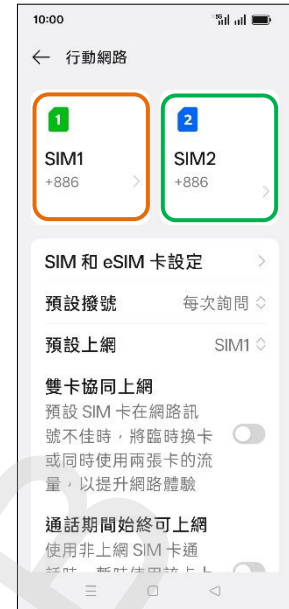 10:00
行動網路
1
SIM1
+886
2
SIM2
+886
SIM 和 eSIM 卡設定
預設撥號 每次詢問
預設上網 SIM1
雙卡協同上網
預設 SIM 卡在網路訊
號不佳時，將臨時換卡
或同時使用兩張卡的流
量，以提升網路體驗
通話期間始終可上網
使用非上網 SIM 卡通